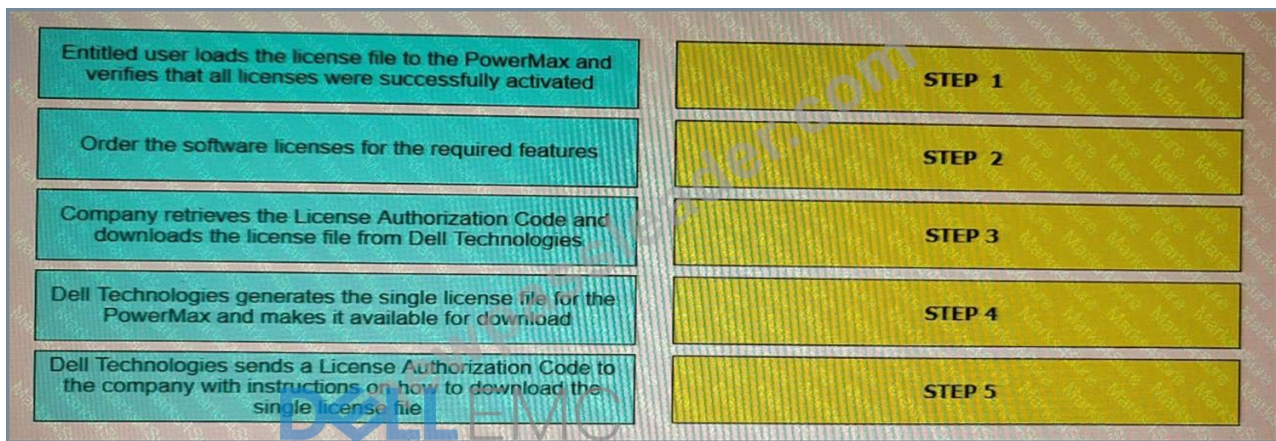 Entitled user loads the license file to the PowerMax and
verifies that all licenses were successfully activated
STEP 1
Order the software licenses for the required features
STEP 2
Company retrieves the License Authorization Code and
downloads the license file from Dell Technologies
STEP 3
Dell Technologies generates the single license file for the
PowerMax and makes it available for download
STEP 4
Dell Technologies sends a License Authorization Code to
the company with instructions on how to download the
single license file
STEP 5
DELL EMC